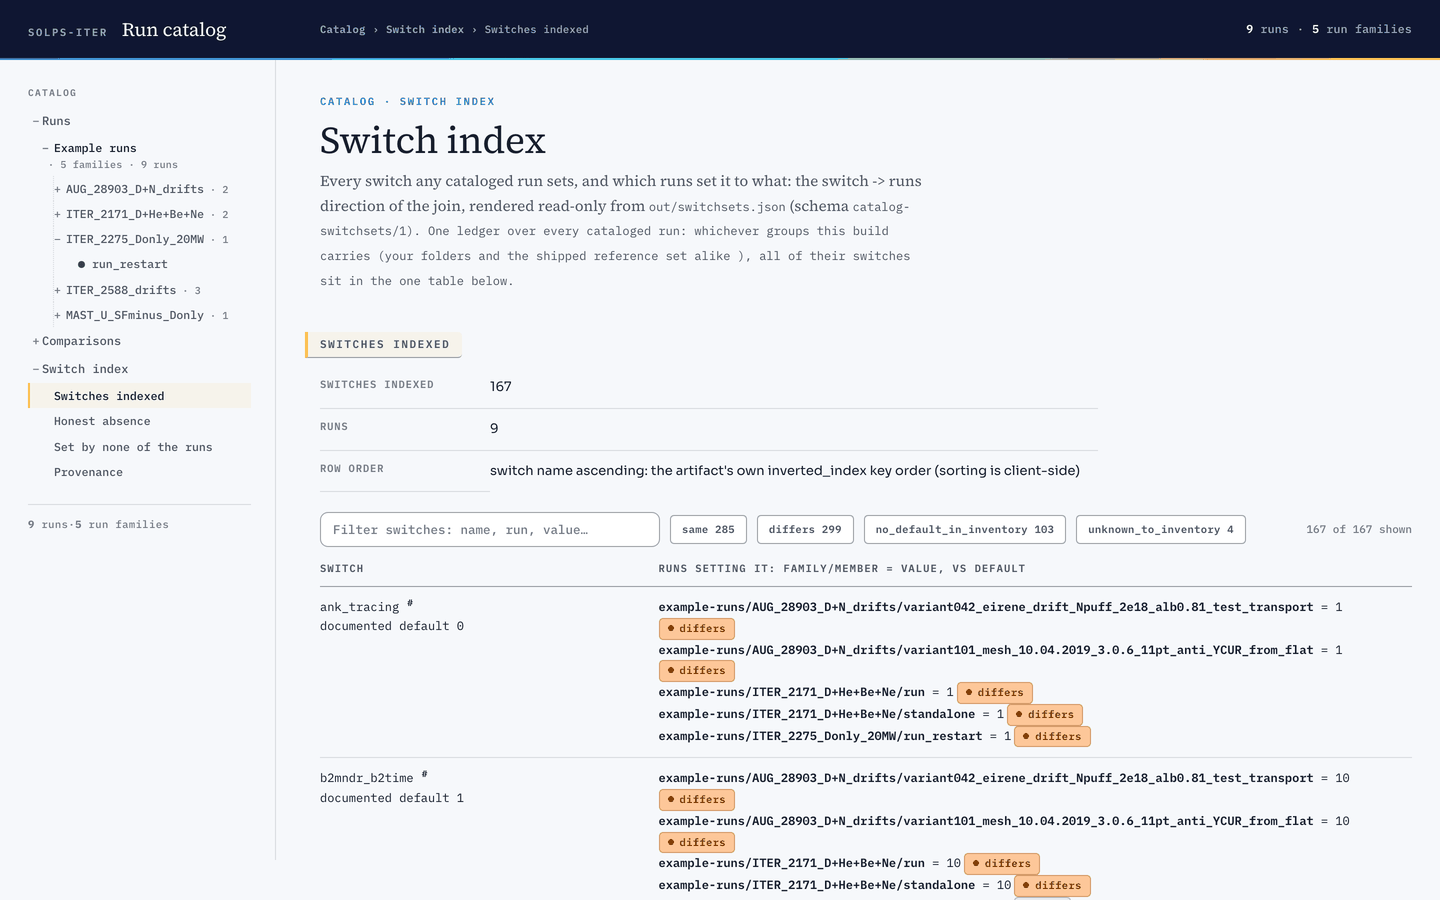 SOLPS-ITER Run catalog
Catalog › Switch index › Switches indexed
9 runs · 5 run families
CATALOG
− Runs
− Example runs
· 5 families · 9 runs
+ AUG_28903_D+N_drifts · 2
+ ITER_2171_D+He+Be+Ne · 2
− ITER_2275_Donly_20MW · 1
● run_restart
+ ITER_2588_drifts · 3
+ MAST_U_SFminus_Donly · 1
+ Comparisons
− Switch index
Switches indexed
Honest absence
Set by none of the runs
Provenance
9 runs·5 run families
CATALOG · SWITCH INDEX
Switch index
Every switch any cataloged run sets, and which runs set it to what: the switch -> runs
direction of the join, rendered read-only from out/switchsets.json (schema catalog-
switchsets/1). One ledger over every cataloged run: whichever groups this build
carries (your folders and the shipped reference set alike ), all of their switches
sit in the one table below.
SWITCHES INDEXED
SWITCHES INDEXED 167
RUNS 9
ROW ORDER switch name ascending: the artifact's own inverted_index key order (sorting is client-side)
Filter switches: name, run, value…
same 285
differs 299
no_default_in_inventory 103
unknown_to_inventory 4
167 of 167 shown
SWITCH
RUNS SETTING IT: FAMILY/MEMBER = VALUE, VS DEFAULT
ank_tracing #
documented default 0
example-runs/AUG_28903_D+N_drifts/variant042_eirene_drift_Npuff_2e18_alb0.81_test_transport = 1
● differs
example-runs/AUG_28903_D+N_drifts/variant101_mesh_10.04.2019_3.0.6_11pt_anti_YCUR_from_flat = 1
● differs
example-runs/ITER_2171_D+He+Be+Ne/run = 1 ● differs
example-runs/ITER_2171_D+He+Be+Ne/standalone = 1 ● differs
example-runs/ITER_2275_Donly_20MW/run_restart = 1 ● differs
b2mndr_b2time #
documented default 1
example-runs/AUG_28903_D+N_drifts/variant042_eirene_drift_Npuff_2e18_alb0.81_test_transport = 10
● differs
example-runs/AUG_28903_D+N_drifts/variant101_mesh_10.04.2019_3.0.6_11pt_anti_YCUR_from_flat = 10
● differs
example-runs/ITER_2171_D+He+Be+Ne/run = 10 ● differs
example-runs/ITER_2171_D+He+Be+Ne/standalone = 10 ● differs